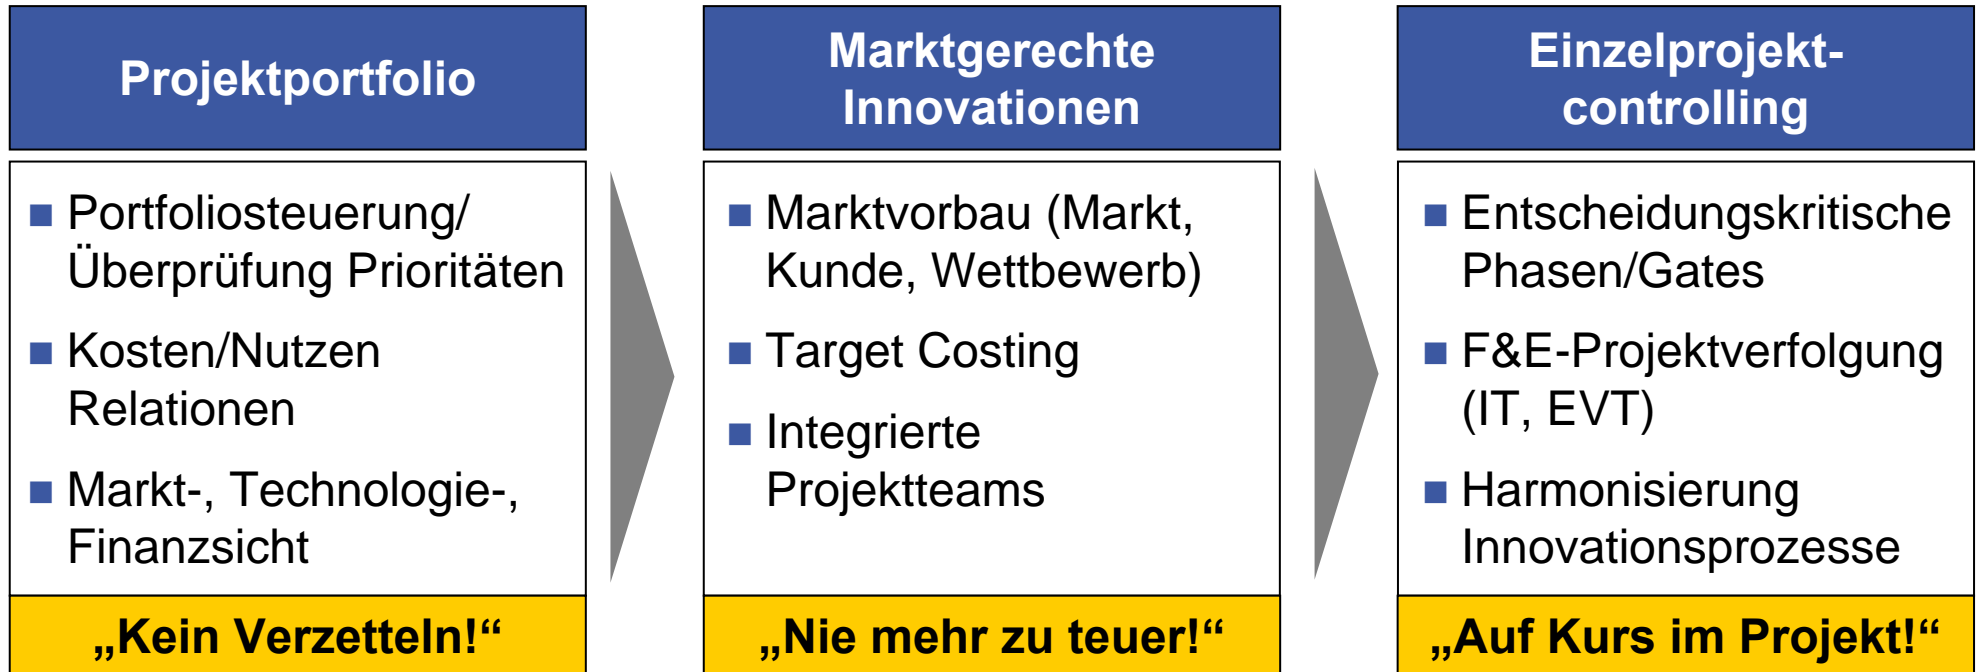 Projektportfolio
Portfoliosteuerung/
Überprüfung Prioritäten
Kosten/Nutzen
Relationen
Markt-, Technologie-,
Finanzsicht
„Kein Verzetteln!“
Marktgerechte
Innovationen
Marktvorbau (Markt,
Kunde, Wettbewerb)
Target Costing
Integrierte
Projektteams
„Nie mehr zu teuer!“
Einzelprojekt-
controlling
Entscheidungskritische
Phasen/Gates
F&E-Projektverfolgung
(IT, EVT)
Harmonisierung
Innovationsprozesse
„Auf Kurs im Projekt!“